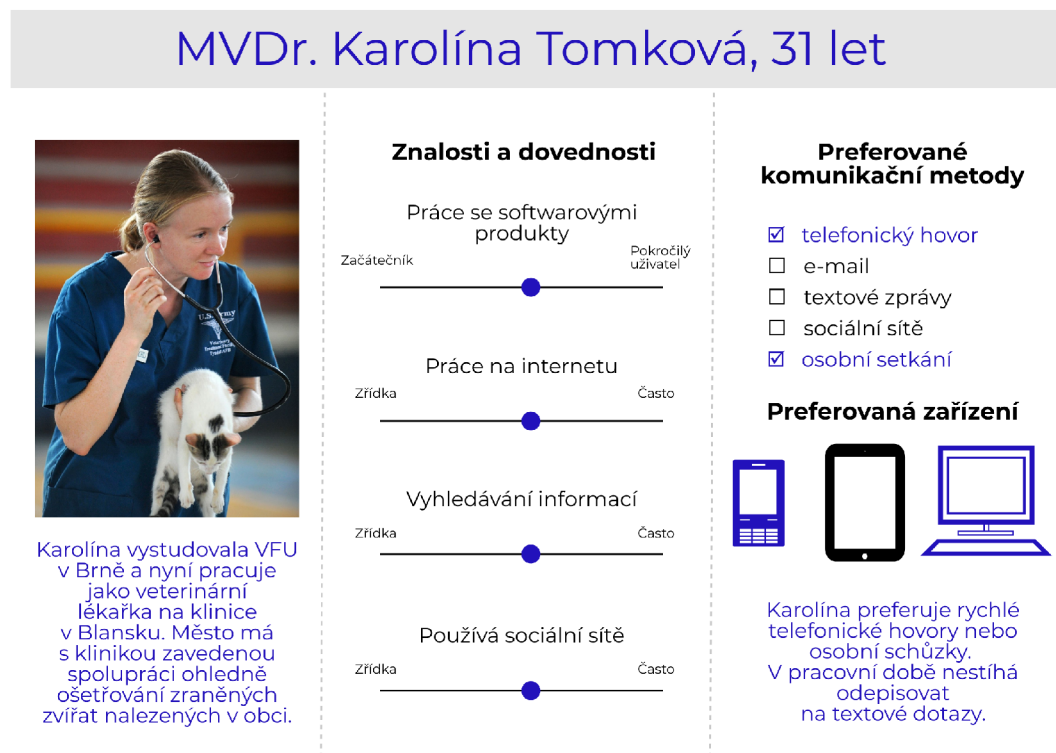 MVDr. Karolína Tomková, 31 let
U.S. Army
Veterinary
Treatment Facility
Karolína vystudovala VFU
v Brně a nyní pracuje
jako veterinární
lékařka na klinice
v Blansku. Město má
s klinikou zavedenou
spolupráci ohledně
ošetřování zraněných
zvířat nalezených v obci.
Znalosti a dovednosti
Práce se softwarovými
produkty
Začátečník
Pokročilý
uživatel
Práce na internetu
Zřídka
Často
Vyhledávání informací
Zřídka
Často
Používá sociální sítě
Zřídka
Často
Preferované
komunikační metody
telefonický hovor
e-mail
textové zprávy
sociální sítě
osobní setkání
Preferovaná zařízení
Karolína preferuje rychlé
telefonické hovory nebo
osobní schůzky.
V pracovní době nestíhá
odepisovat
na textové dotazy.